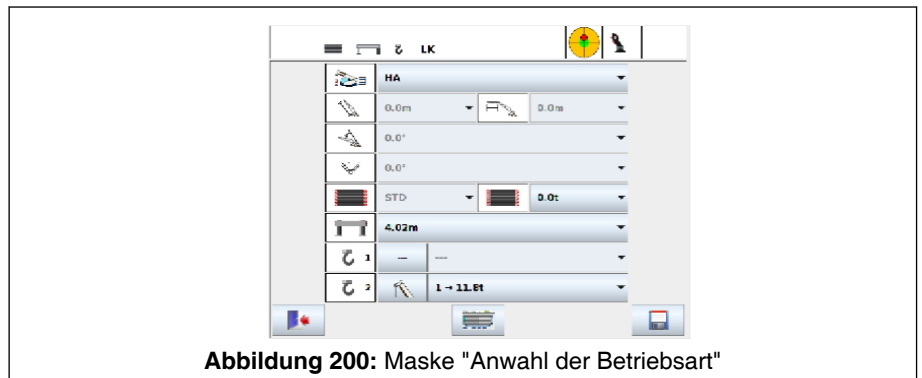 LK
HA
0.0m 0.0m
0.0°
0.0°
STD 0.0t
4.02m
1 -- ---
2 1 → 11.8t
Abbildung 200: Maske "Anwahl der Betriebsart"